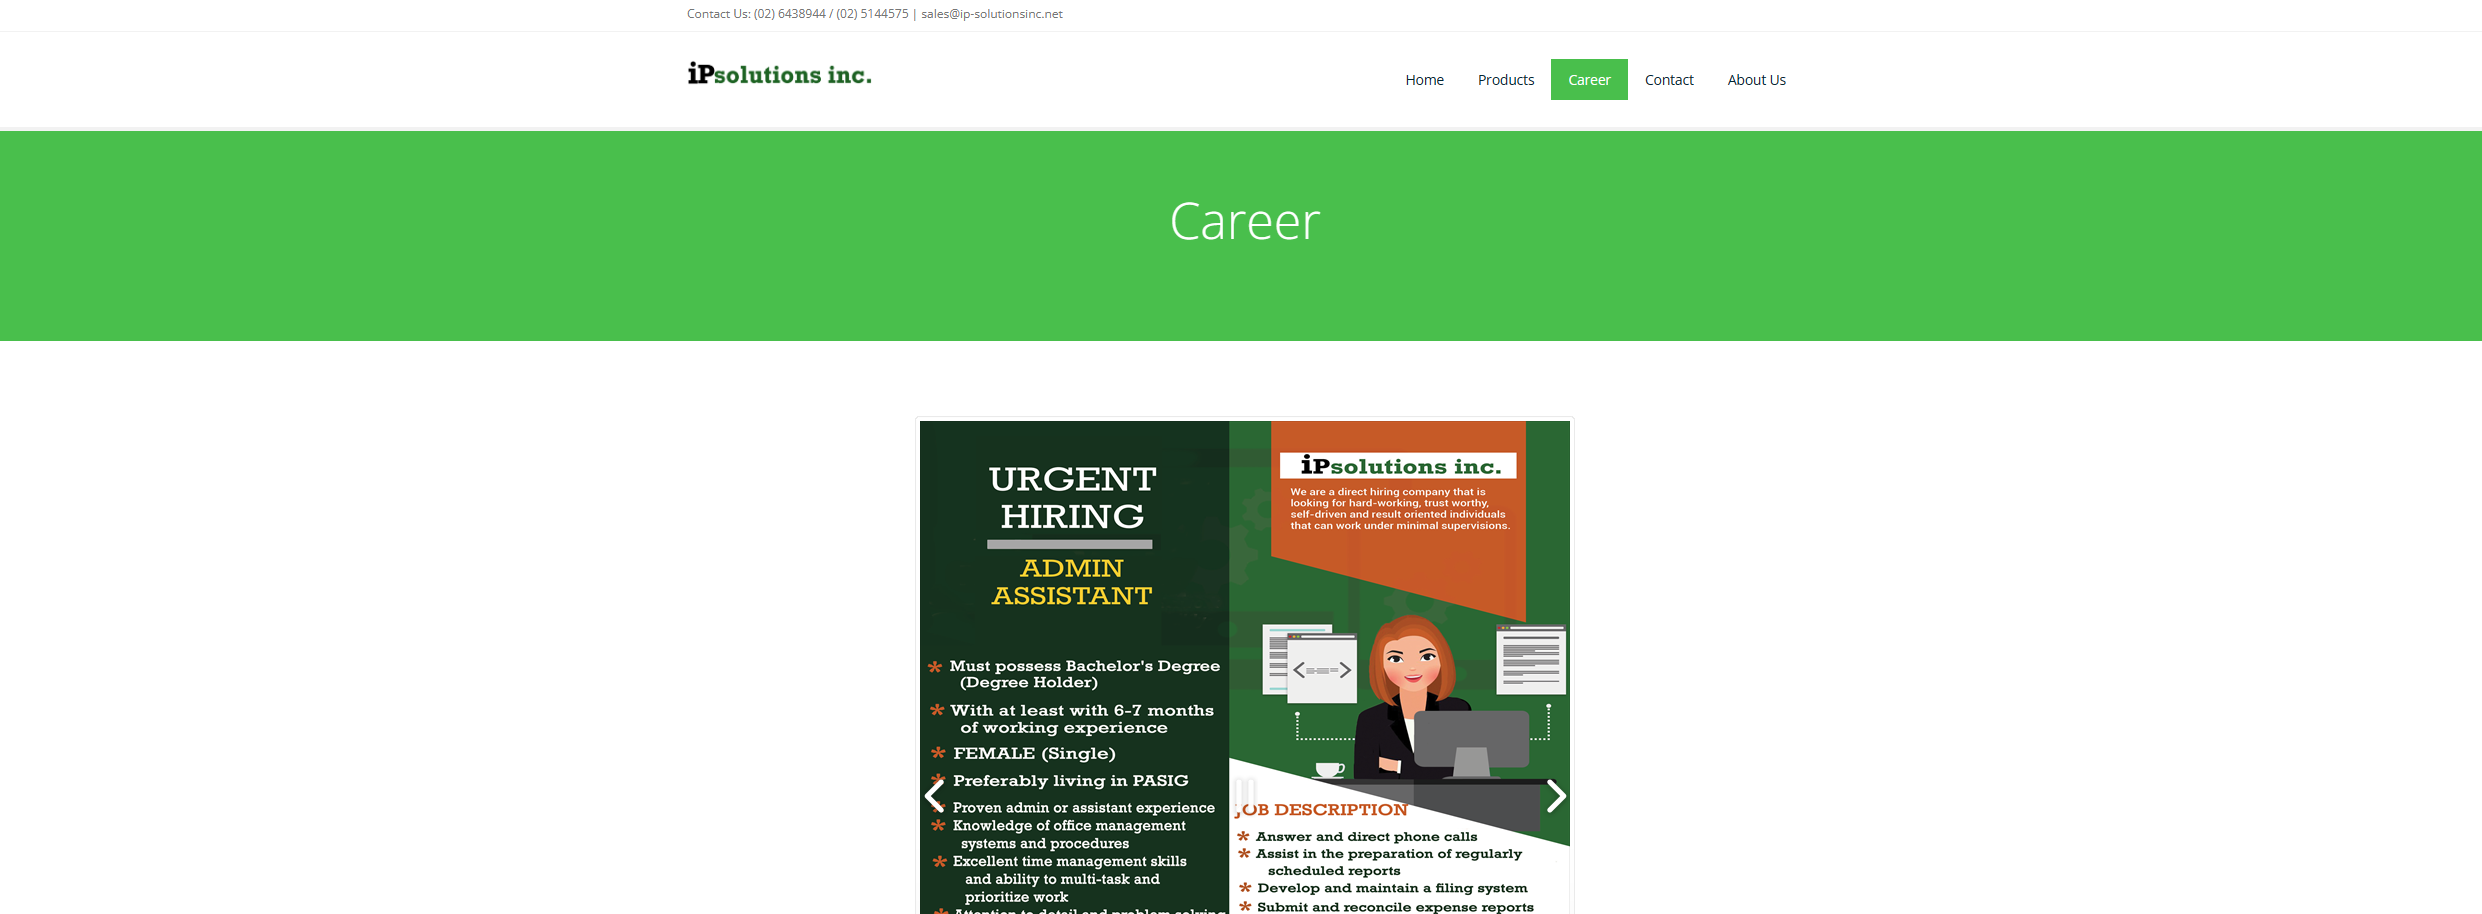 Contact Us: (02) 6438944 / (02) 5144575 | sales@ip-solutionsinc.net
iPsolutions inc.
Home Products Career Contact About Us
Career
URGENT
HIRING
ADMIN
ASSISTANT
* Must possess Bachelor's Degree
(Degree Holder)
* With at least with 6-7 months
of working experience
* FEMALE (Single)
* Preferably living in PASIG
* Proven admin or assistant experience
* Knowledge of office management
systems and procedures
* Excellent time management skills
and ability to multi-task and
prioritize work
* Attention to detail and problem solving
iPsolutions inc.
We are a direct hiring company that is
looking for hard-working, trust worthy,
self-driven and result oriented individuals
that can work under minimal supervisions.
JOB DESCRIPTION
* Answer and direct phone calls
* Assist in the preparation of regularly
scheduled reports
* Develop and maintain a filing system
* Submit and reconcile expense reports